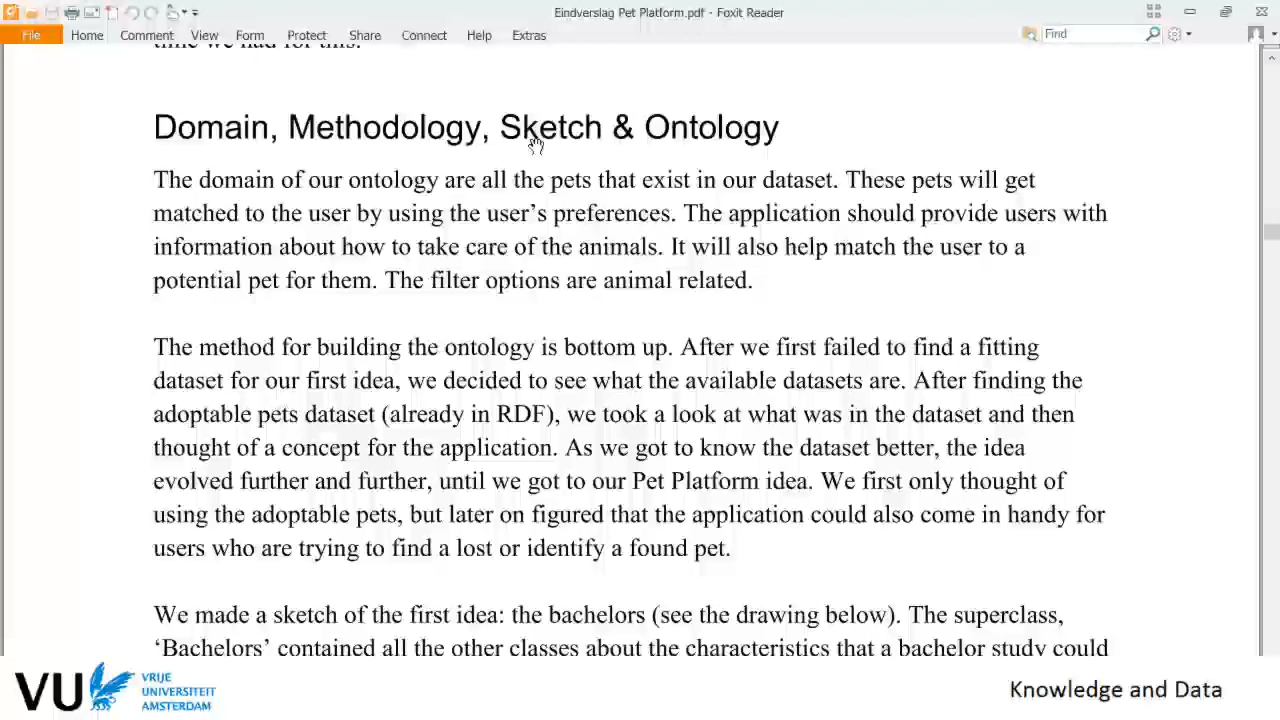 Eindverslag Pet Platform.pdf - Foxit Reader
File Home Comment View Form Protect Share Connect Help Extras Find
time we had for this.
Domain, Methodology, Sketch & Ontology
The domain of our ontology are all the pets that exist in our dataset. These pets will get
matched to the user by using the user’s preferences. The application should provide users with
information about how to take care of the animals. It will also help match the user to a
potential pet for them. The filter options are animal related.
The method for building the ontology is bottom up. After we first failed to find a fitting
dataset for our first idea, we decided to see what the available datasets are. After finding the
adoptable pets dataset (already in RDF), we took a look at what was in the dataset and then
thought of a concept for the application. As we got to know the dataset better, the idea
evolved further and further, until we got to our Pet Platform idea. We first only thought of
using the adoptable pets, but later on figured that the application could also come in handy for
users who are trying to find a lost or identify a found pet.
We made a sketch of the first idea: the bachelors (see the drawing below). The superclass,
‘Bachelors’ contained all the other classes about the characteristics that a bachelor study could
VU VRIJE
UNIVERSITEIT
AMSTERDAM
Knowledge and Data